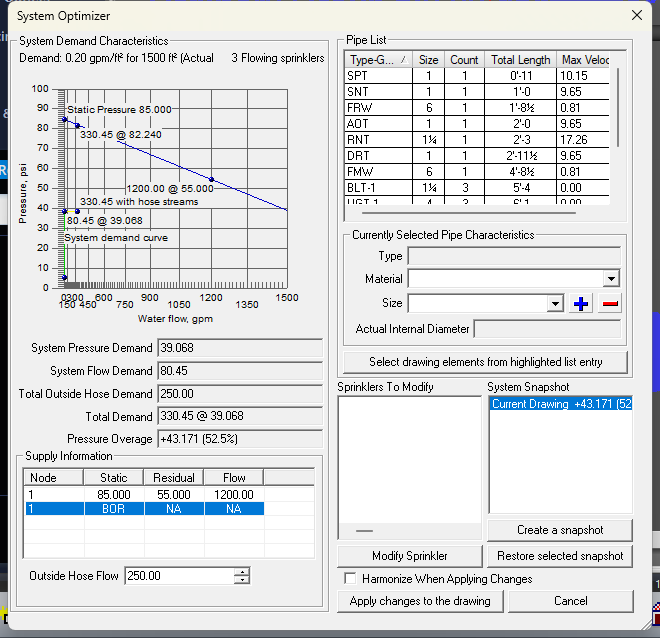 System Optimizer
System Demand Characteristics
Demand: 0.20 gpm/ft² for 1500 ft² (Actual 3 Flowing sprinklers
100
90
80
70
60
50
40
30
20
10
0
Pressure, psi
Static Pressure 85.000
330.45 @ 82.240
1200.00 @ 55.000
330.45 with hose streams
80.45 @ 39.068
System demand curve
0 300 600 900 1200 1500
150 450 750 1050 1350
Water flow, gpm
System Pressure Demand 39.068
System Flow Demand 80.45
Total Outside Hose Demand 250.00
Total Demand 330.45 @ 39.068
Pressure Overage +43.171 (52.5%)
Supply Information
Node Static Residual Flow
1 85.000 55.000 1200.00
1 BOR NA NA
Outside Hose Flow 250.00
Pipe List
Type-G... Size Count Total Length Max Veloc
SPT 1 1 0'-11 10.15
SNT 1 1 1'-0 9.65
FRW 6 1 1'-8½ 0.81
AOT 1 1 2'-0 9.65
RNT 1¼ 1 2'-3 17.26
DRT 1 1 2'-11½ 9.65
FMW 6 1 4'-8½ 0.81
BLT-1 1¼ 3 5'-4 0.00
UGT-1 4 3 6'-1 0.00
Currently Selected Pipe Characteristics
Type
Material
Size
Actual Internal Diameter
Select drawing elements from highlighted list entry
Sprinklers To Modify
System Snapshot
Current Drawing +43.171 (52
Create a snapshot
Modify Sprinkler
Restore selected snapshot
Harmonize When Applying Changes
Apply changes to the drawing
Cancel